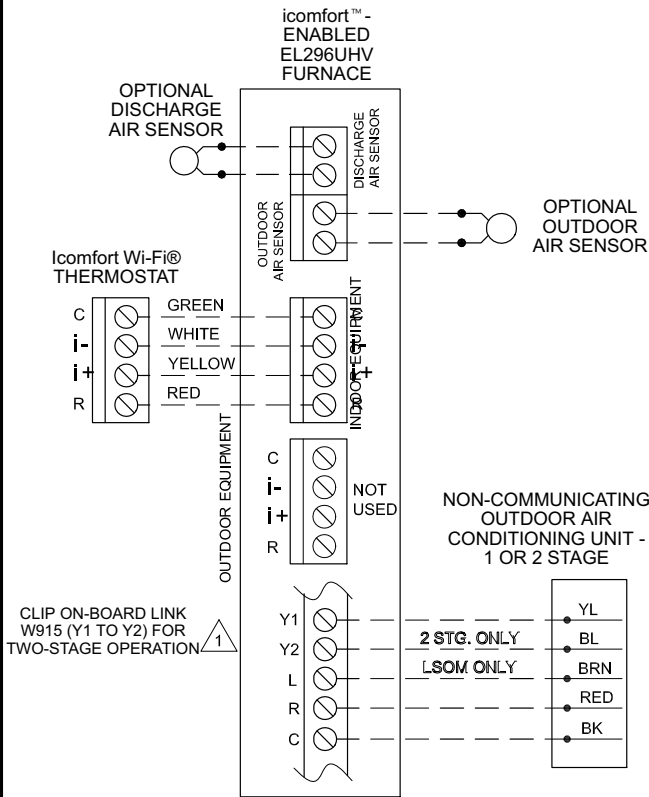 icomfort™-
ENABLED
EL296UHV
FURNACE
OPTIONAL
DISCHARGE
AIR SENSOR
DISCHARGE
AIR SENSOR
OUTDOOR
AIR SENSOR
OPTIONAL
OUTDOOR
AIR SENSOR
Icomfort Wi-Fi®
THERMOSTAT
C
i-
i+
R
GREEN
WHITE
YELLOW
RED
INDOOR EQUIPMENT
C
i-
i+
R
OUTDOOR EQUIPMENT
C
i-
i+
R
NOT
USED
NON-COMMUNICATING
OUTDOOR AIR
CONDITIONING UNIT -
1 OR 2 STAGE
CLIP ON-BOARD LINK
W915 (Y1 TO Y2) FOR
TWO-STAGE OPERATION
1
Y1
Y2
L
R
C
2 STG. ONLY
LSOM ONLY
YL
BL
BRN
RED
BK